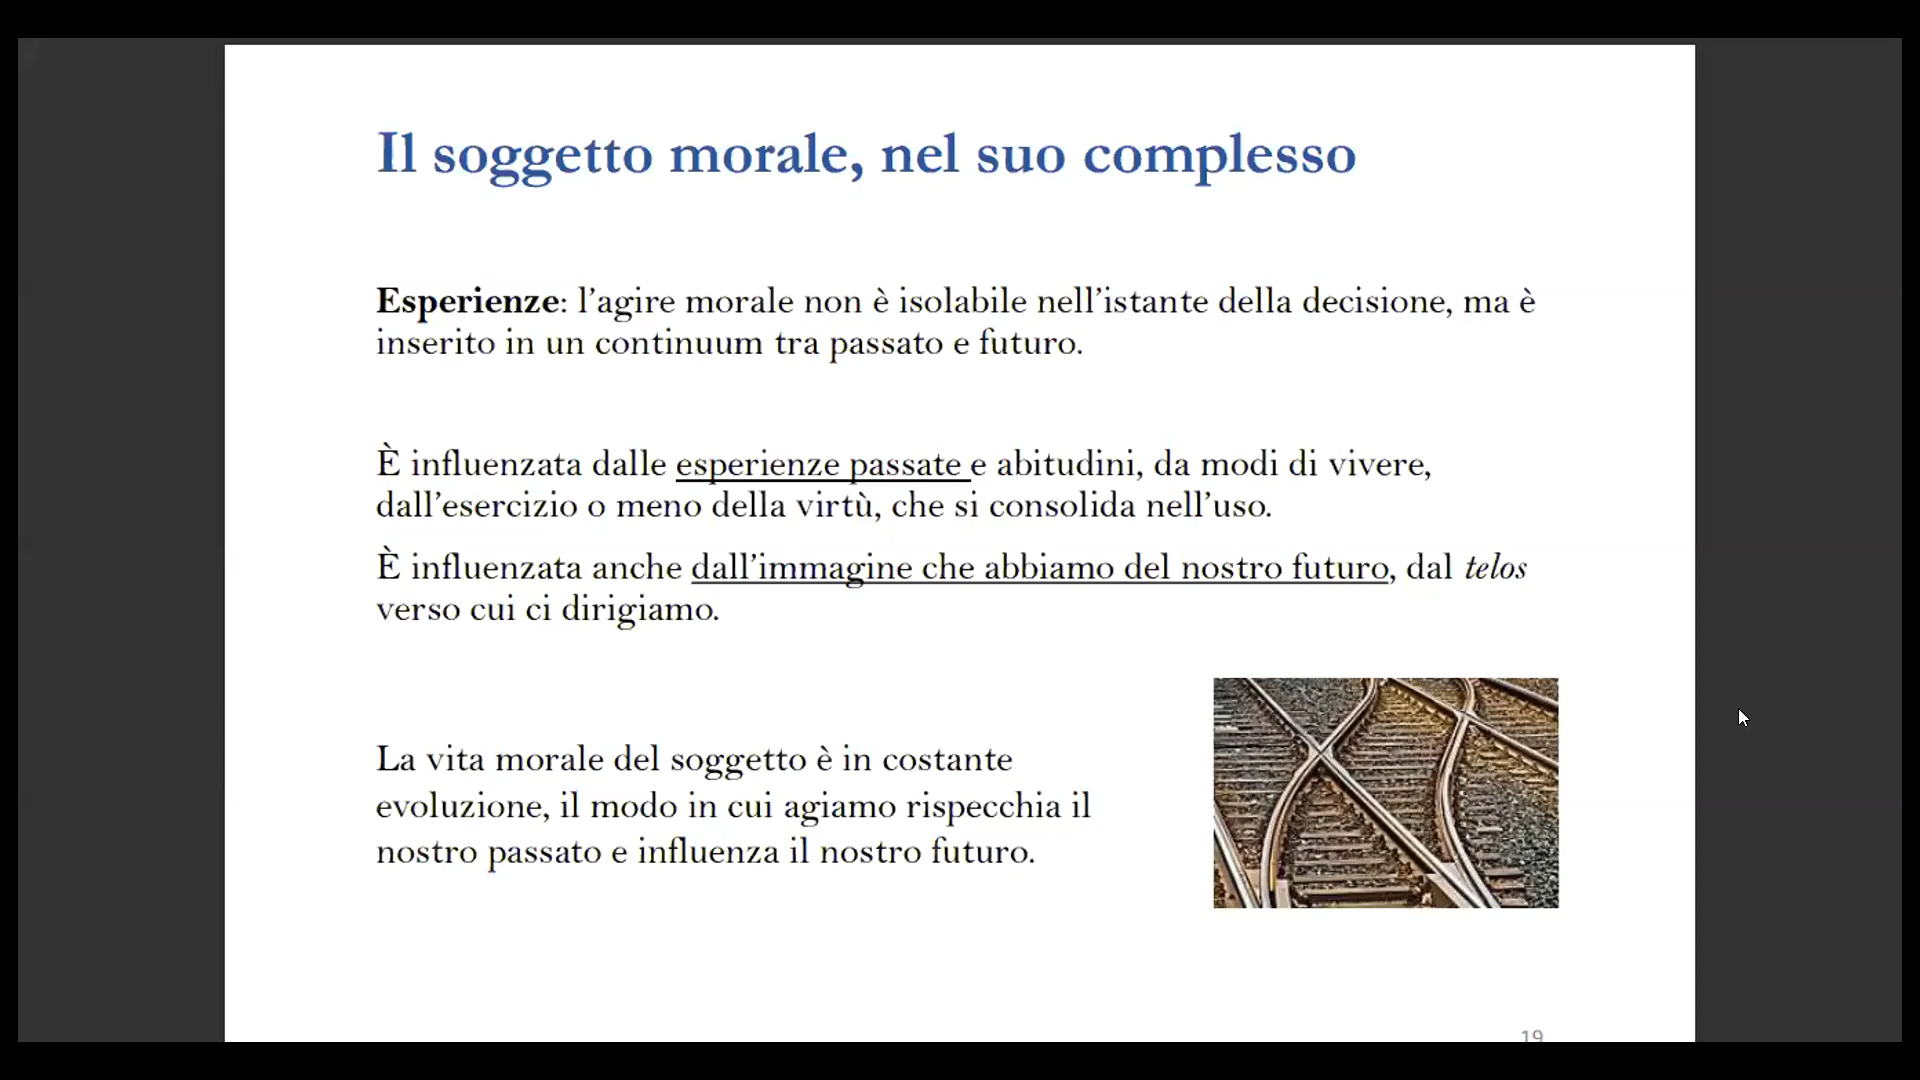 Il soggetto morale, nel suo complesso
Esperienze: l’agire morale non è isolabile nell’istante della decisione, ma è
inserito in un continuum tra passato e futuro.
È influenzata dalle esperienze passate e abitudini, da modi di vivere,
dall’esercizio o meno della virtù, che si consolida nell’uso.
È influenzata anche dall’immagine che abbiamo del nostro futuro, dal telos
verso cui ci dirigiamo.
La vita morale del soggetto è in costante
evoluzione, il modo in cui agiamo rispecchia il
nostro passato e influenza il nostro futuro.
19